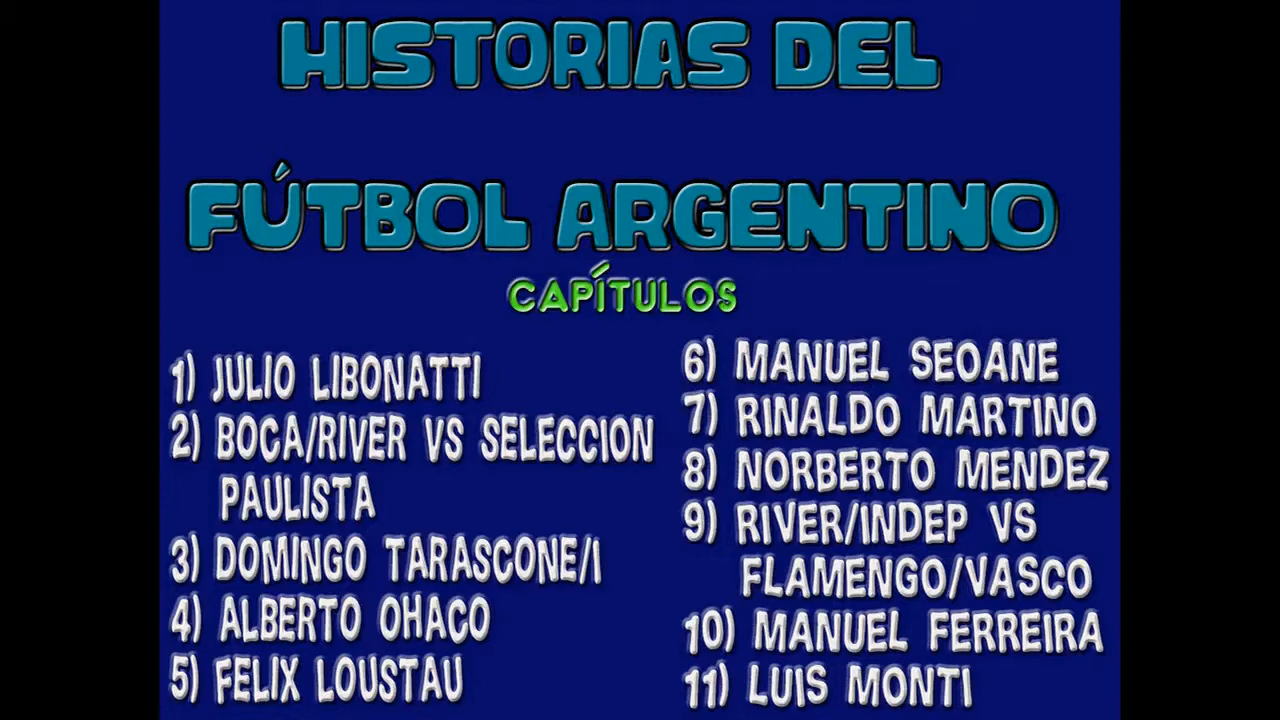 HISTORIAS DEL
FÚTBOL ARGENTINO
CAPÍTULOS
1) JULIO LIBONATTI
2) BOCA/RIVER VS SELECCION
PAULISTA
3) DOMINGO TARASCONE/I
4) ALBERTO OHACO
5) FELIX LOUSTAU
6) MANUEL SEOANE
7) RINALDO MARTINO
8) NORBERTO MENDEZ
9) RIVER/INDEP VS
FLAMENGO/VASCO
10) MANUEL FERREIRA
11) LUIS MONTI